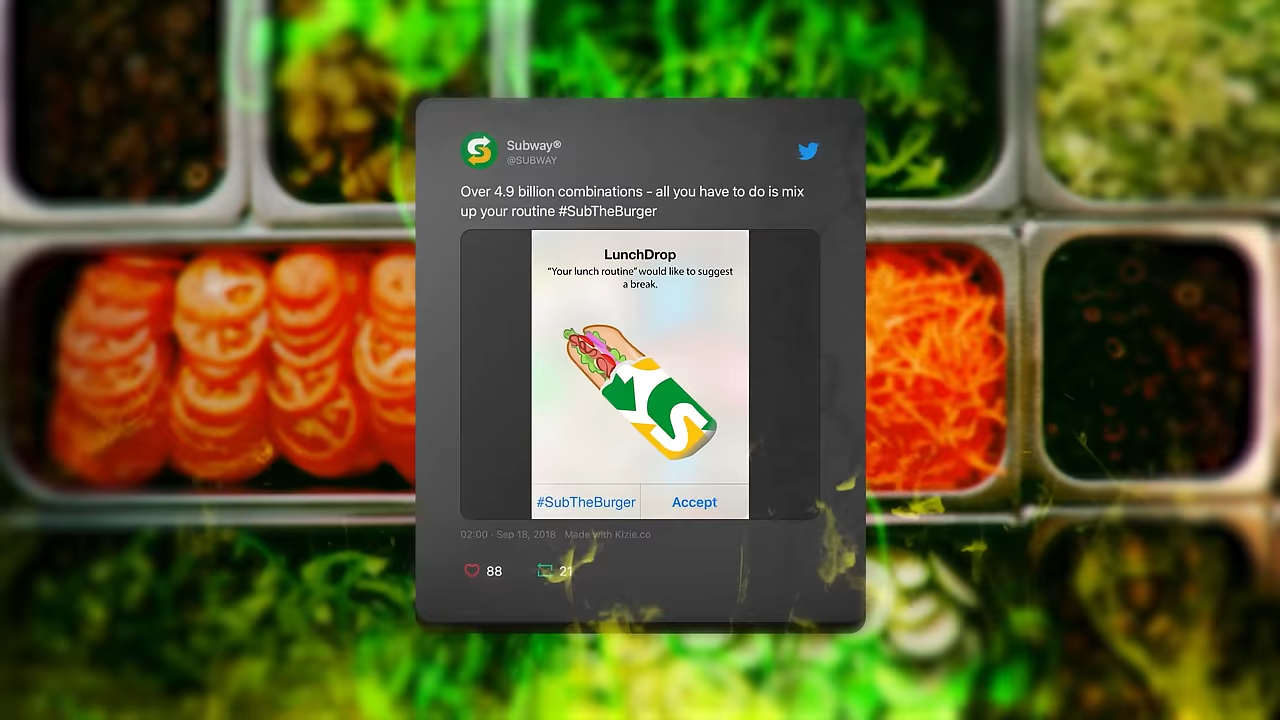 Subway®
@SUBWAY
Over 4.9 billion combinations - all you have to do is mix
up your routine #SubTheBurger
LunchDrop
"Your lunch routine" would like to suggest
a break.
#SubTheBurger
Accept
02:00 · Sep 18, 2018 Made with Kizie.co
88
21